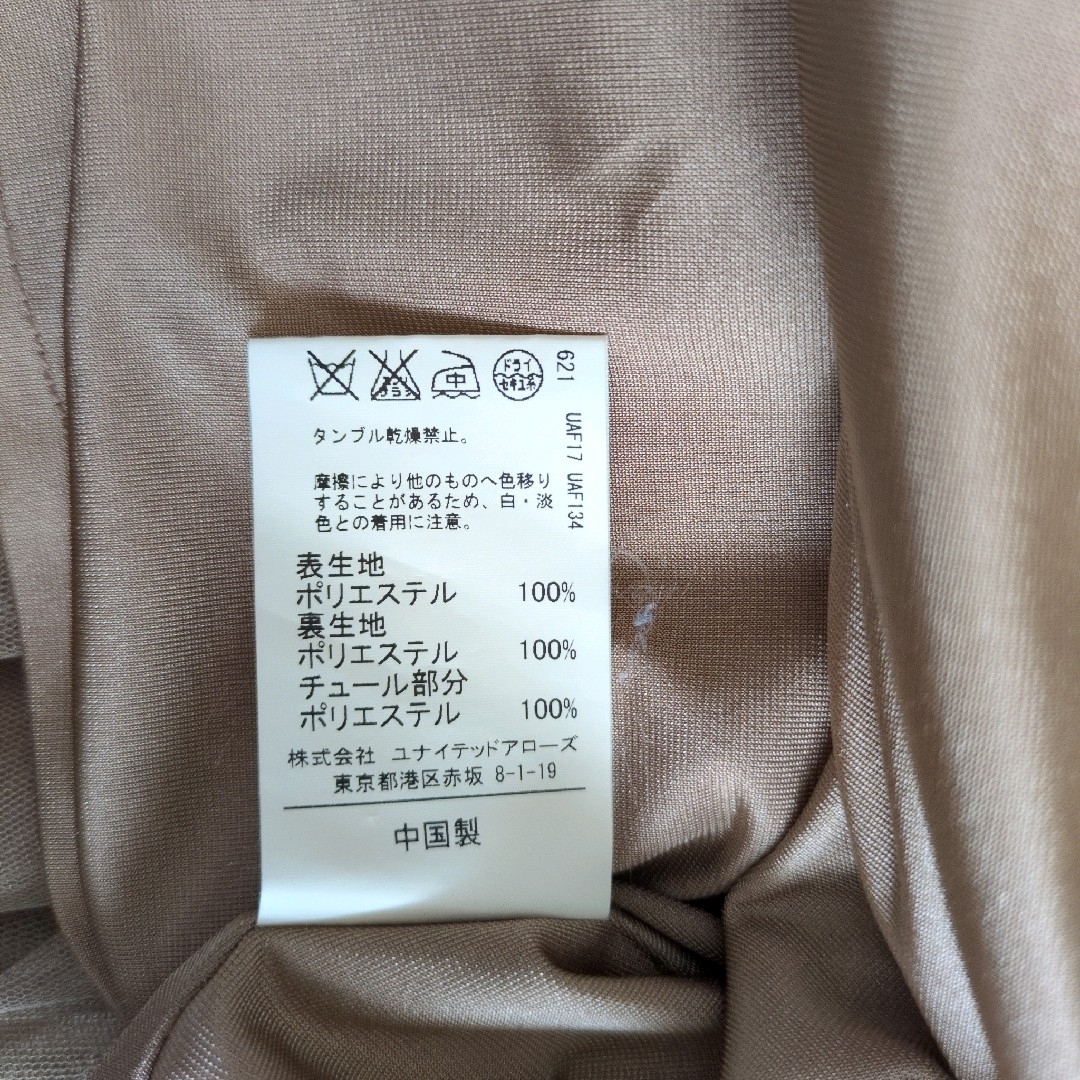 中
ドライ
セキユ系
621
UAF17 UAF134
タンブル乾燥禁止。
摩擦により他のものへ色移り
することがあるため、白・淡
色との着用に注意。
表生地
ポリエステル 100%
裏生地
ポリエステル 100%
チュール部分
ポリエステル 100%
株式会社 ユナイテッドアローズ
東京都港区赤坂 8-1-19
中国製